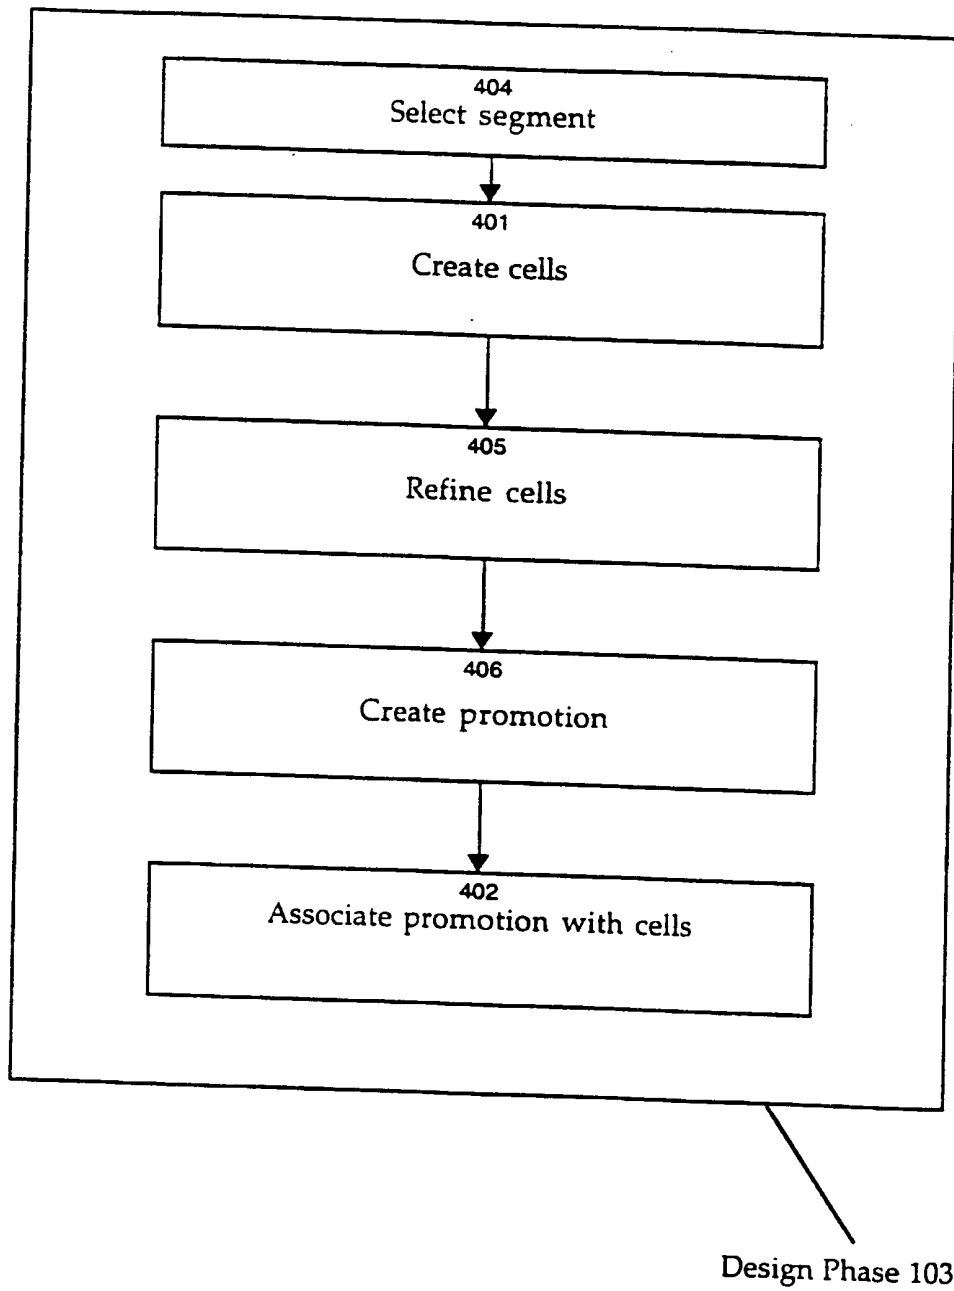 404
Select segment
401
Create cells
405
Refine cells
406
Create promotion
402
Associate promotion with cells
Design Phase 103